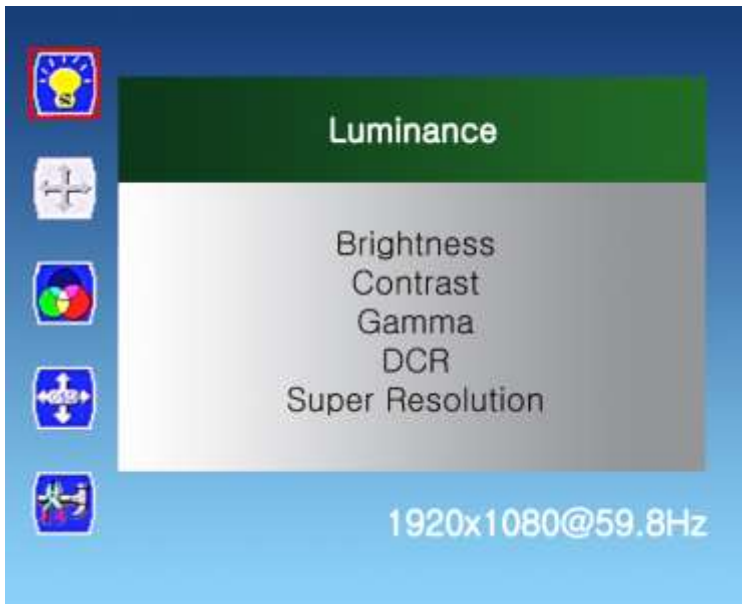 Luminance
Brightness
Contrast
Gamma
DCR
Super Resolution
1920x1080@59.8Hz